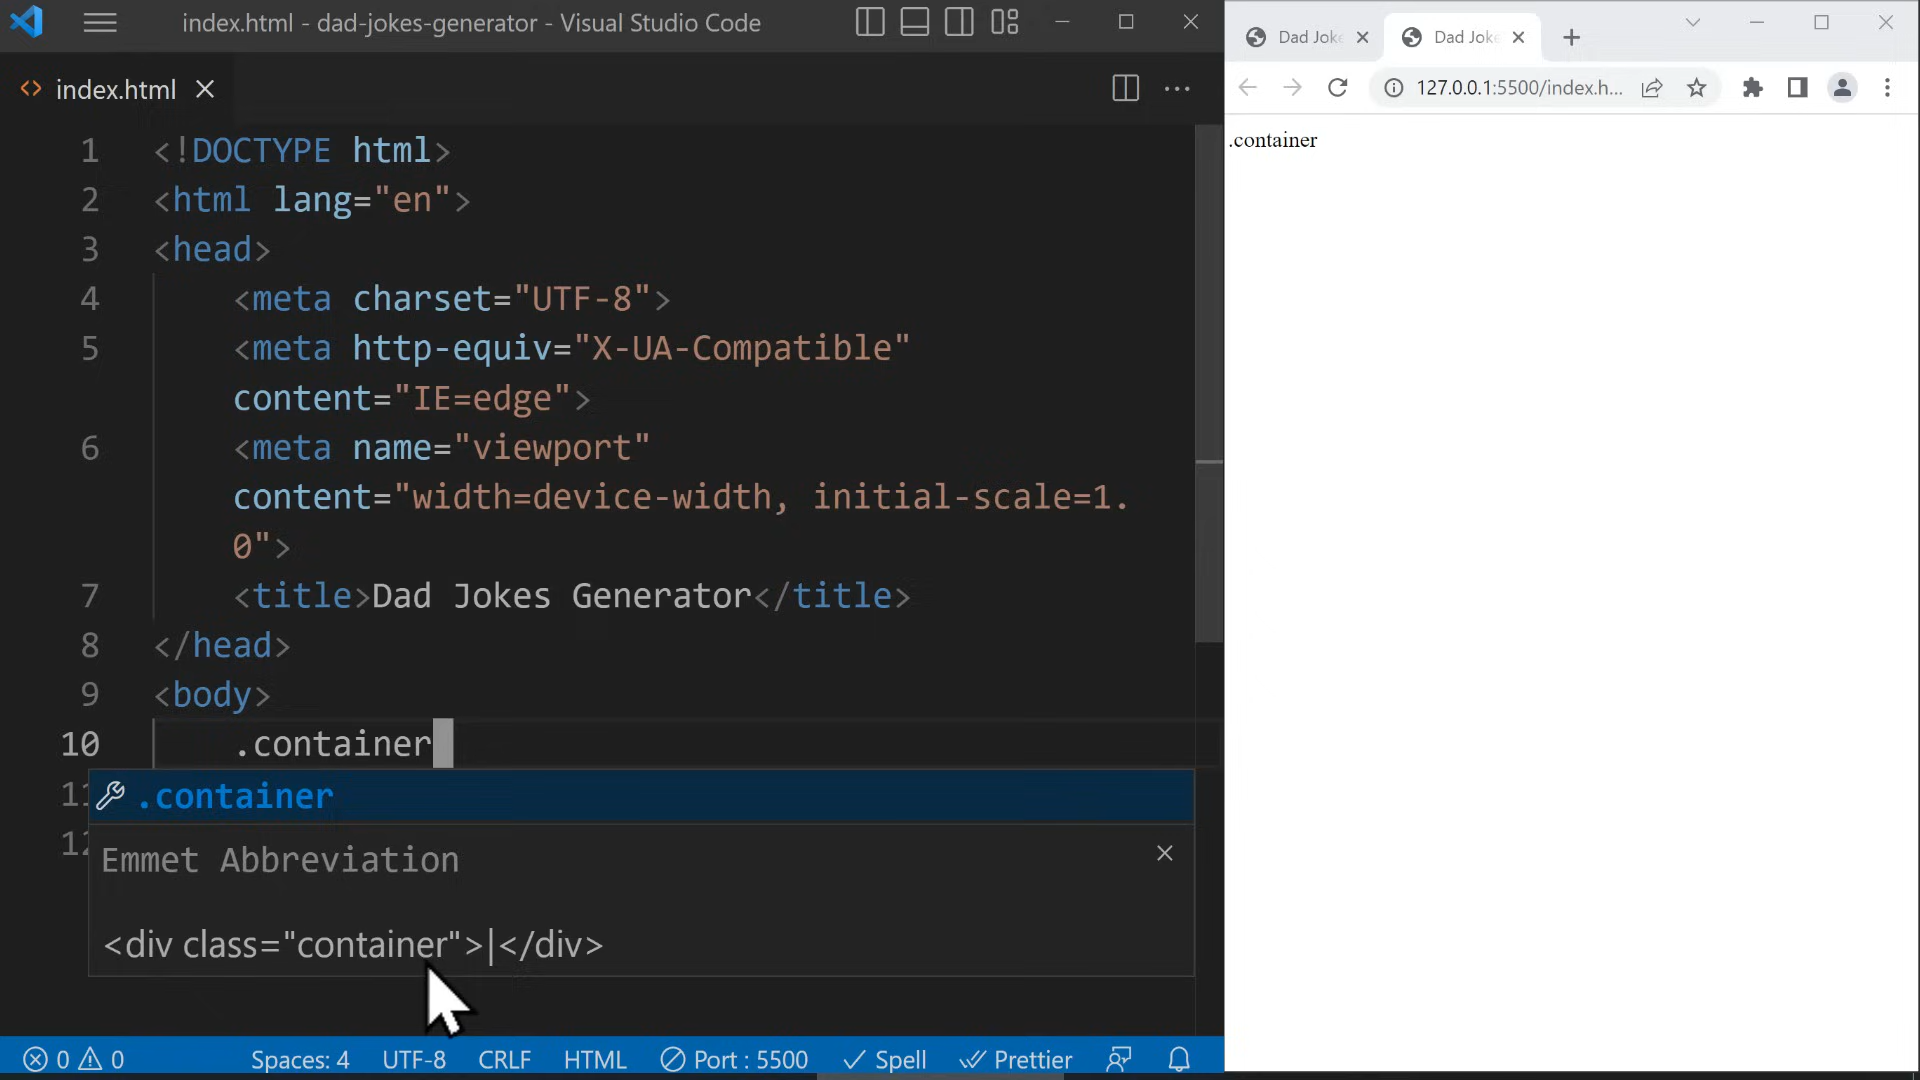 index.html - dad-jokes-generator - Visual Studio Code
index.html
1 <!DOCTYPE html>
2 <html lang="en">
3 <head>
4 <meta charset="UTF-8">
5 <meta http-equiv="X-UA-Compatible"
content="IE=edge">
6 <meta name="viewport"
content="width=device-width, initial-scale=1.
0">
7 <title>Dad Jokes Generator</title>
8 </head>
9 <body>
10 .container
11
.container
12
Emmet Abbreviation
<div class="container">|</div>
0 0 Spaces: 4 UTF-8 CRLF HTML Port : 5500 Spell Prettier
Dad Joke Dad Joke
127.0.0.1:5500/index.h...
.container